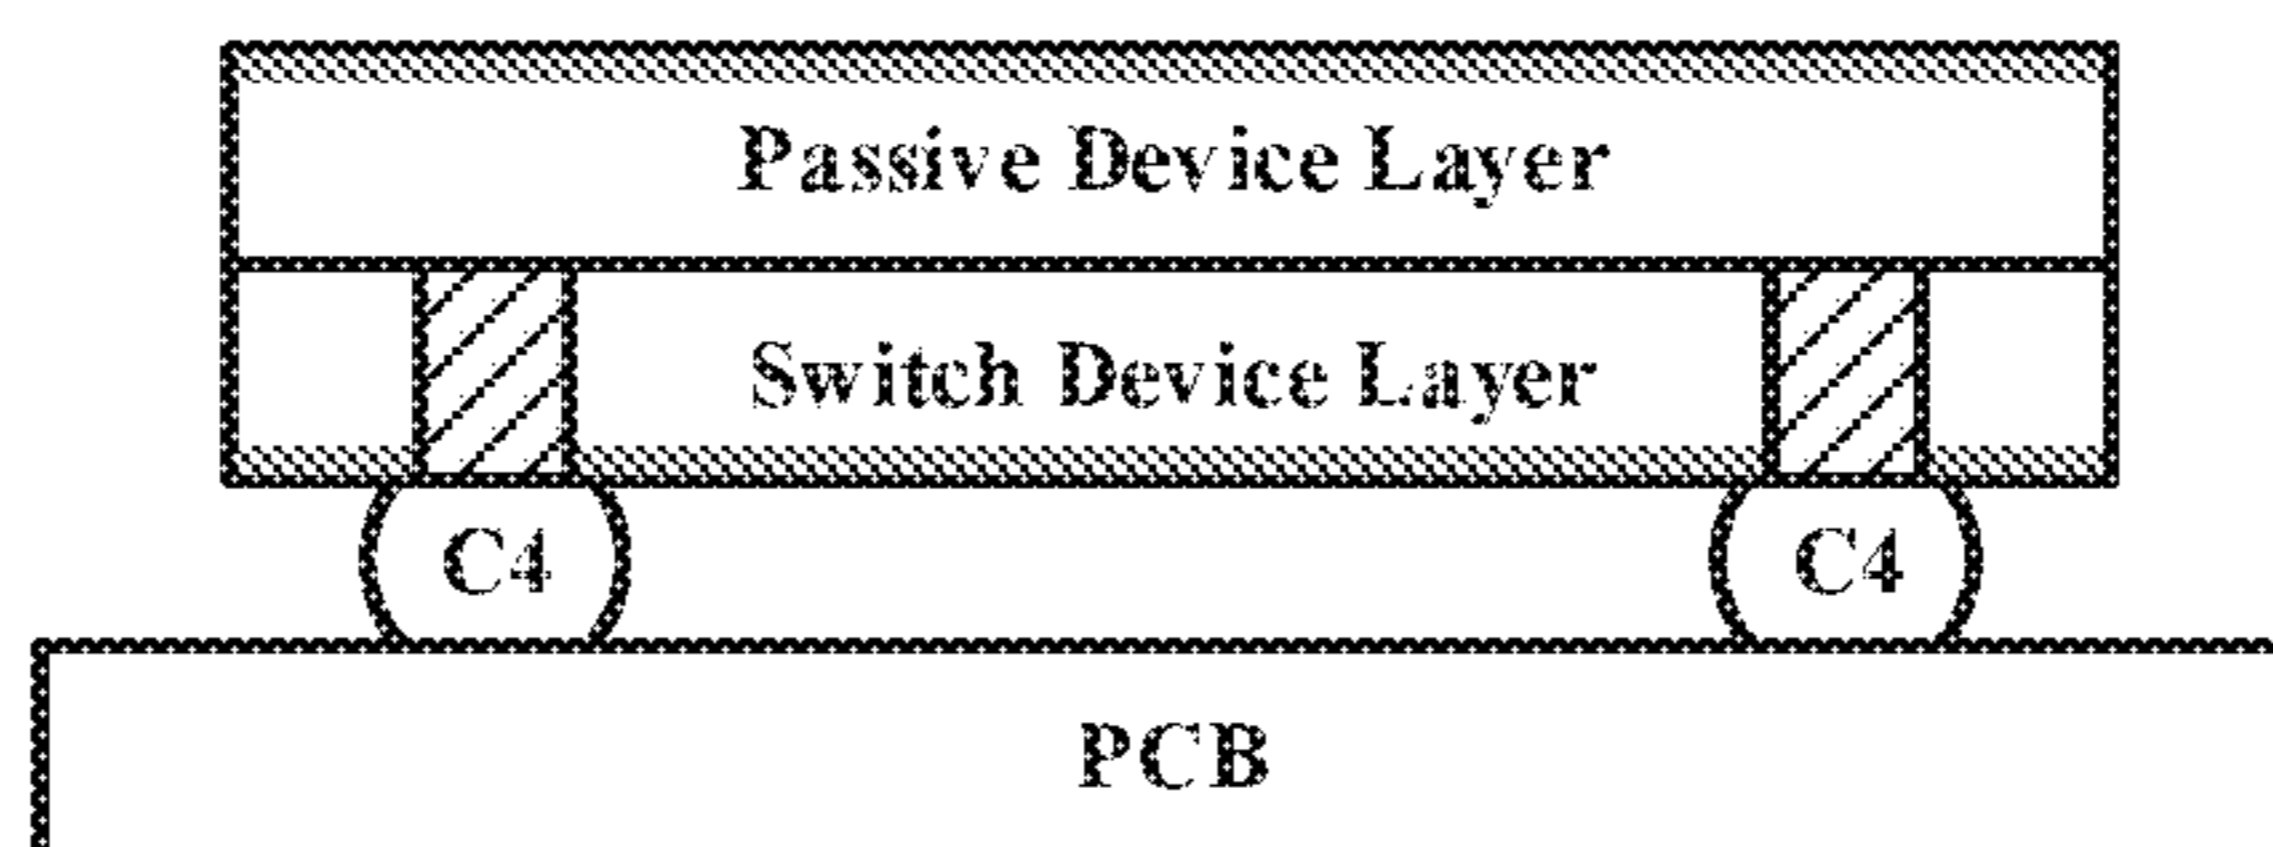 Passive Device Layer
Switch Device Layer
C4 C4
PCB